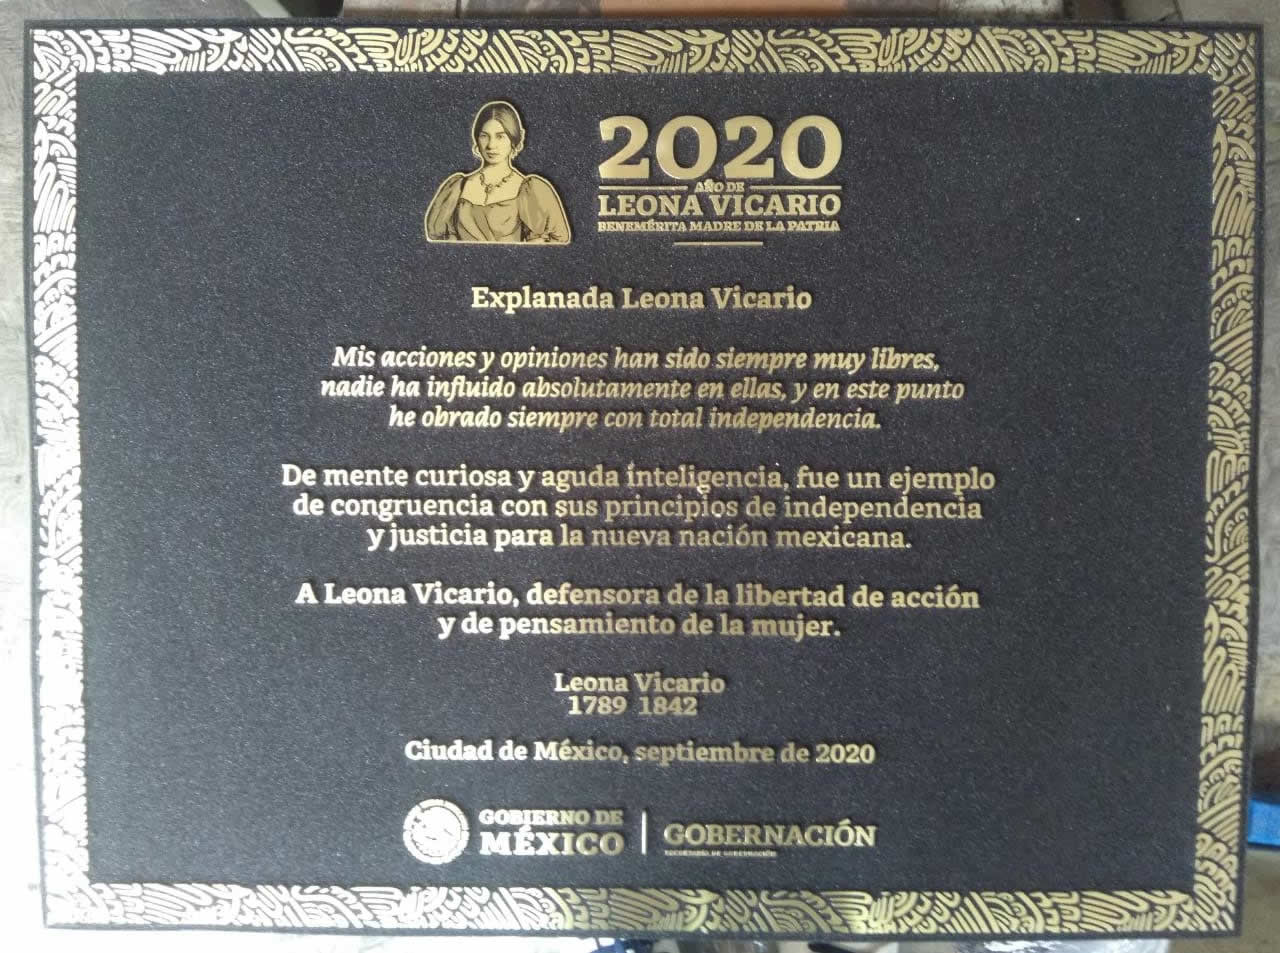 2020
AÑO DE
LEONA VICARIO
BENEMÉRITA MADRE DE LA PATRIA
Explanada Leona Vicario
Mis acciones y opiniones han sido siempre muy libres,
nadie ha influido absolutamente en ellas, y en este punto
he obrado siempre con total independencia.
De mente curiosa y aguda inteligencia, fue un ejemplo
de congruencia con sus principios de independencia
y justicia para la nueva nación mexicana.
A Leona Vicario, defensora de la libertad de acción
y de pensamiento de la mujer.
Leona Vicario
1789 1842
Ciudad de México, septiembre de 2020
GOBIERNO DE
MÉXICO
GOBERNACIÓN
SECRETARÍA DE GOBERNACIÓN